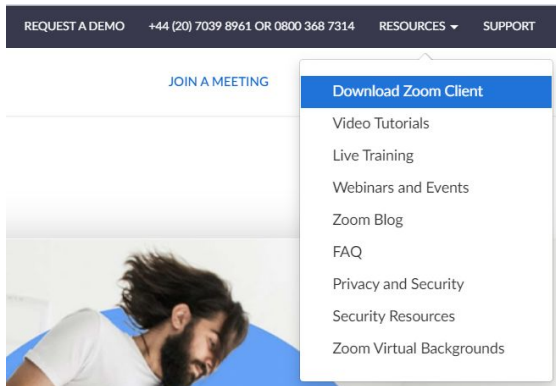 REQUEST A DEMO +44 (20) 7039 8961 OR 0800 368 7314 RESOURCES SUPPORT
JOIN A MEETING
Download Zoom Client
Video Tutorials
Live Training
Webinars and Events
Zoom Blog
FAQ
Privacy and Security
Security Resources
Zoom Virtual Backgrounds